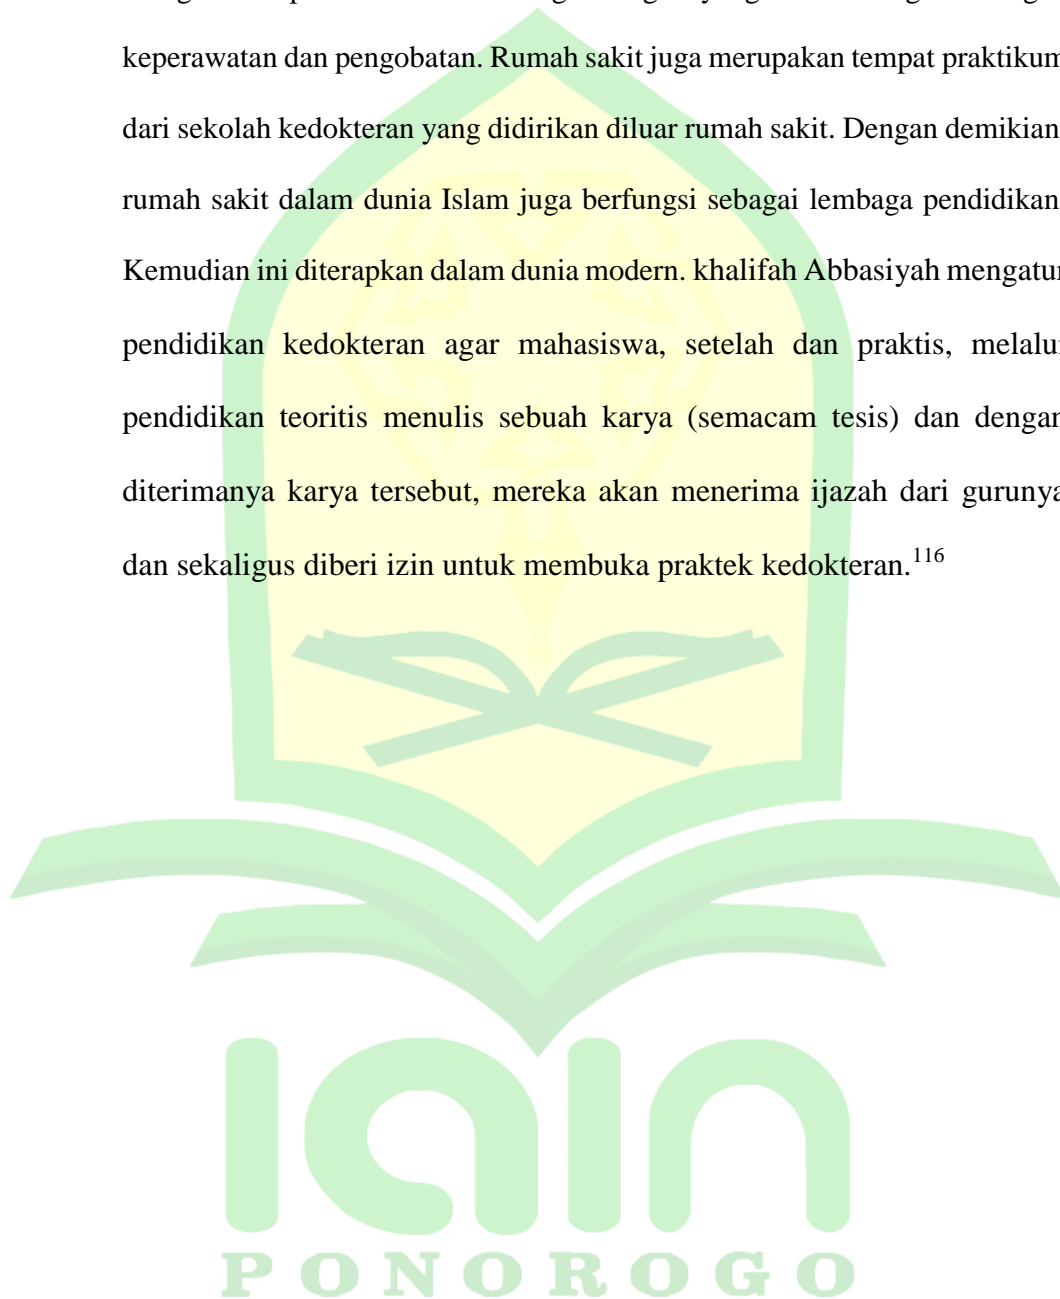 keperawatan dan pengobatan. Rumah sakit juga merupakan tempat praktikum
dari sekolah kedokteran yang didirikan diluar rumah sakit. Dengan demikian
rumah sakit dalam dunia Islam juga berfungsi sebagai lembaga pendidikan
Kemudian ini diterapkan dalam dunia modern. khalifah Abbasiyah mengatur
pendidikan kedokteran agar mahasiswa, setelah dan praktis, melalui
pendidikan teoritis menulis sebuah karya (semacam tesis) dan dengan
diterimanya karya tersebut, mereka akan menerima ijazah dari gurunya
dan sekaligus diberi izin untuk membuka praktek kedokteran.116
iain
PONOROGO